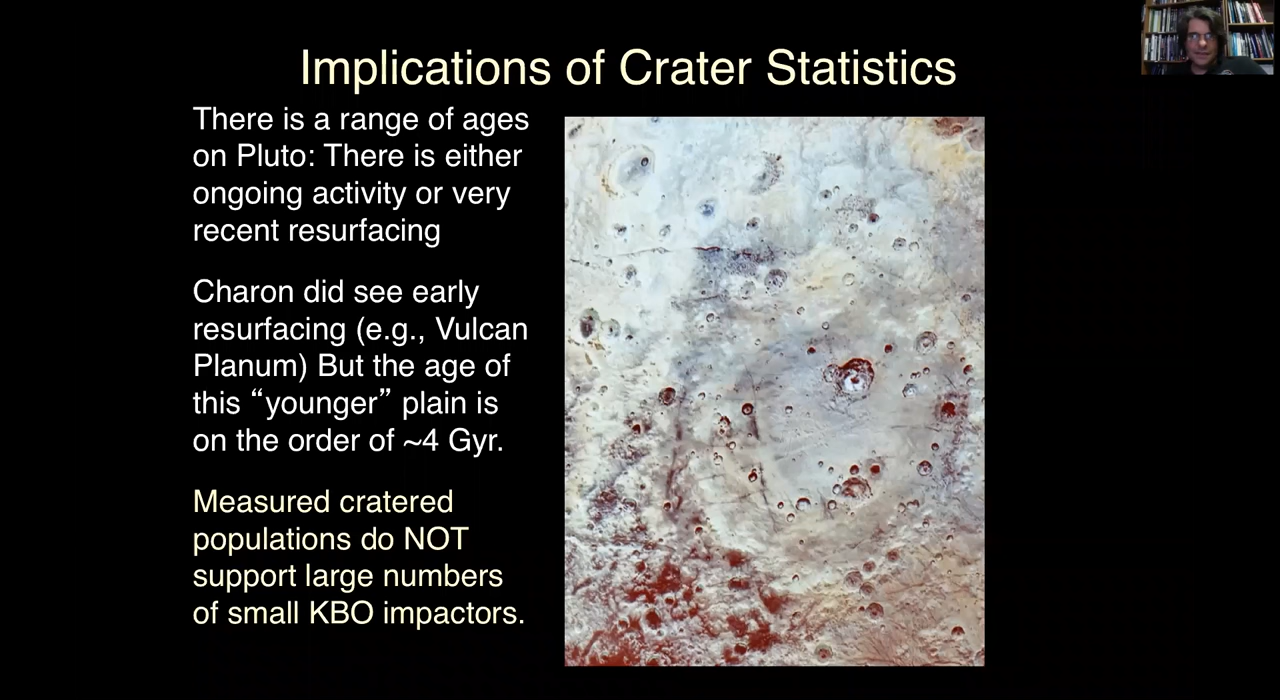 Implications of Crater Statistics
There is a range of ages
on Pluto: There is either
ongoing activity or very
recent resurfacing
Charon did see early
resurfacing (e.g., Vulcan
Planum) But the age of
this “younger” plain is
on the order of ~4 Gyr.
Measured cratered
populations do NOT
support large numbers
of small KBO impactors.